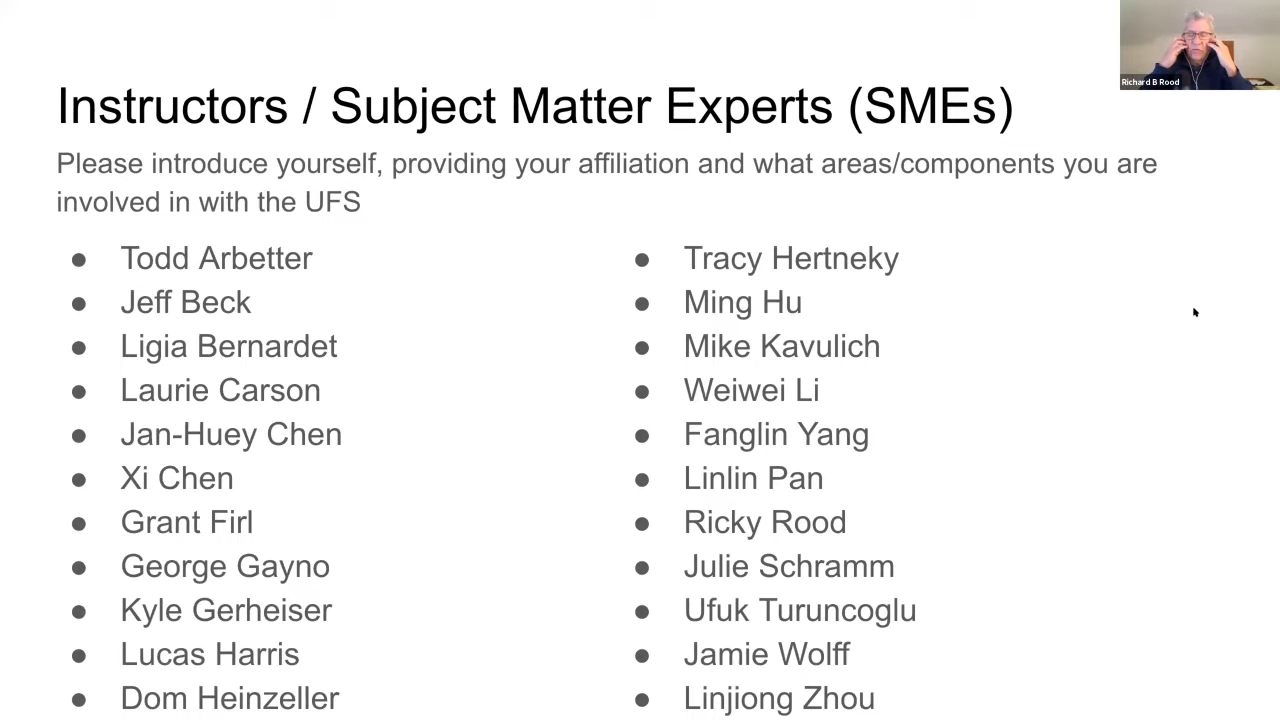 Richard B Rood
Instructors / Subject Matter Experts (SMEs)
Please introduce yourself, providing your affiliation and what areas/components you are
involved in with the UFS
● Todd Arbetter
● Jeff Beck
● Ligia Bernardet
● Laurie Carson
● Jan-Huey Chen
● Xi Chen
● Grant Firl
● George Gayno
● Kyle Gerheiser
● Lucas Harris
● Dom Heinzeller
● Tracy Hertneky
● Ming Hu
● Mike Kavulich
● Weiwei Li
● Fanglin Yang
● Linlin Pan
● Ricky Rood
● Julie Schramm
● Ufuk Turuncoglu
● Jamie Wolff
● Linjiong Zhou